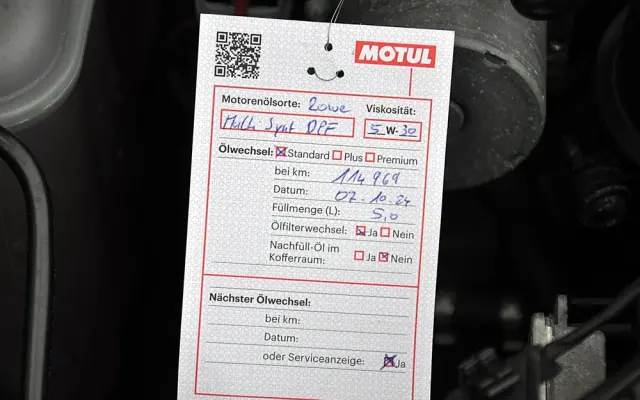 MOTUL
Motorenölsorte: Rowe Viskosität:
Multi Synt DPF 5 W- 30
Ölwechsel: Standard Plus Premium
bei km: 114 969
Datum: 07.10.24
Füllmenge (L): 5,0
Ölfilterwechsel: Ja Nein
Nachfüll-Öl im
Kofferraum: Ja Nein
Nächster Ölwechsel:
bei km:
Datum:
oder Serviceanzeige: Ja